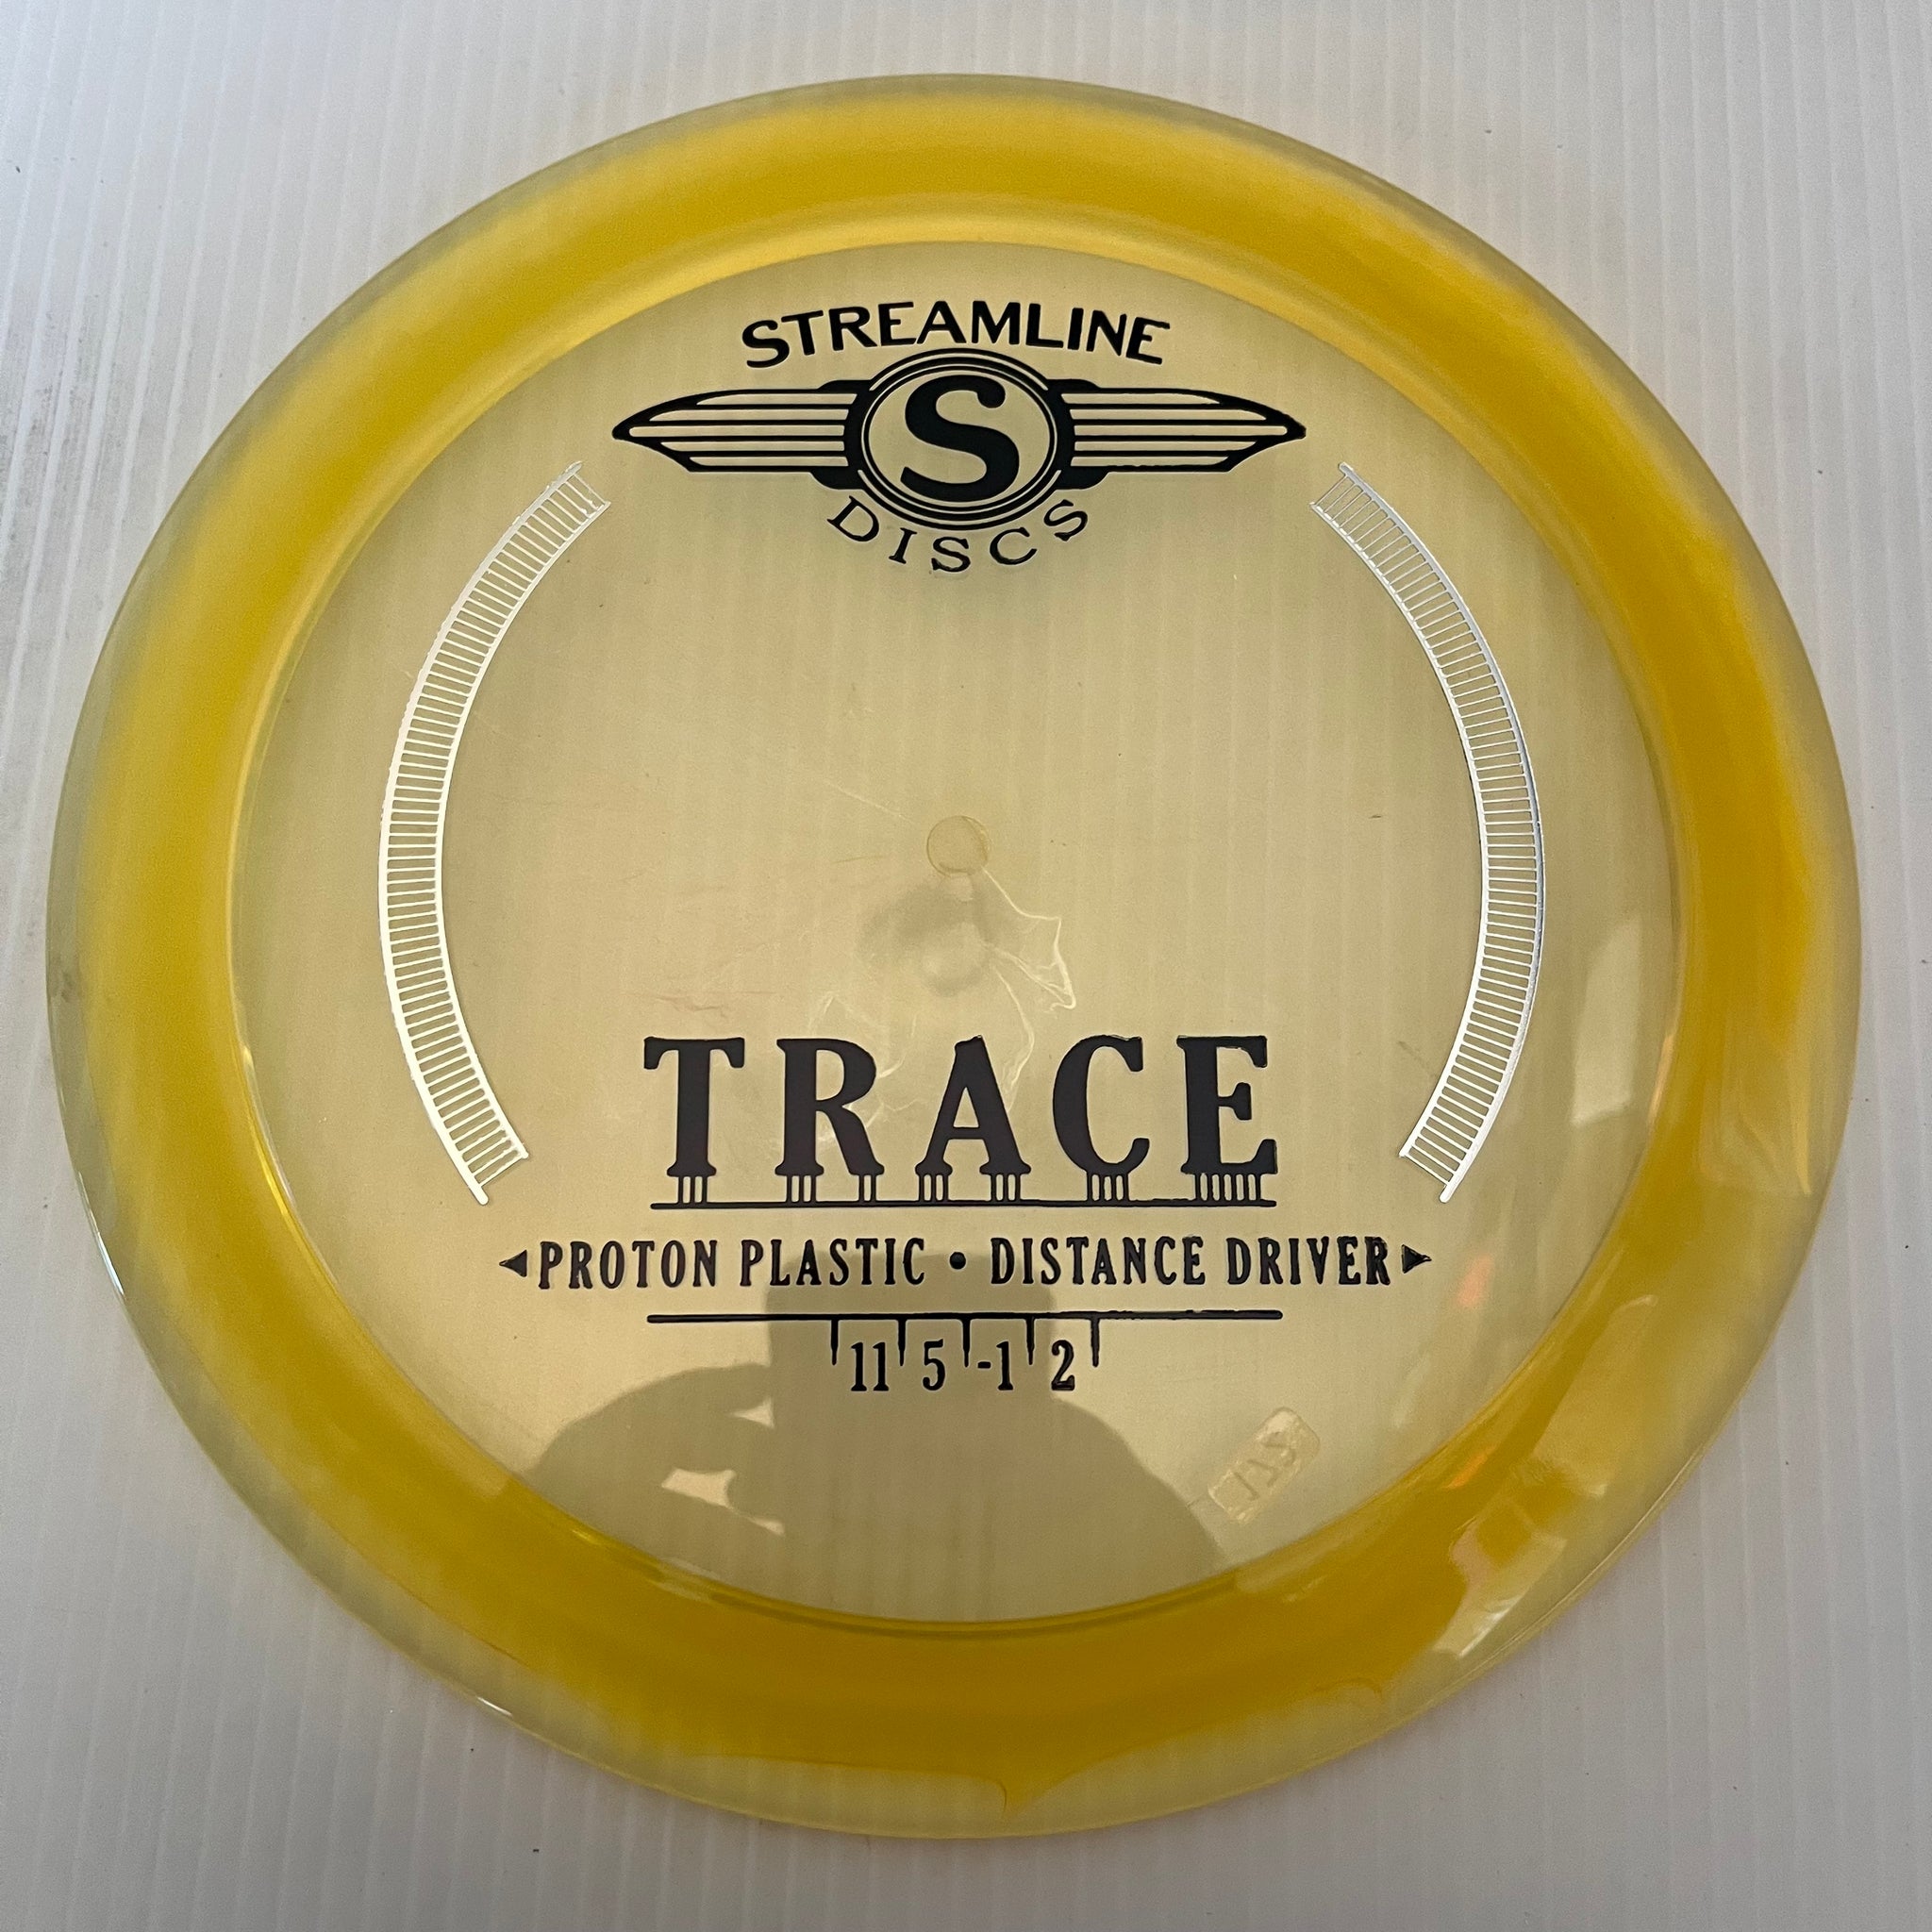 STREAMLINE
S
DISCS
TRACE
PROTON PLASTIC • DISTANCE DRIVER
11 5 -1 2